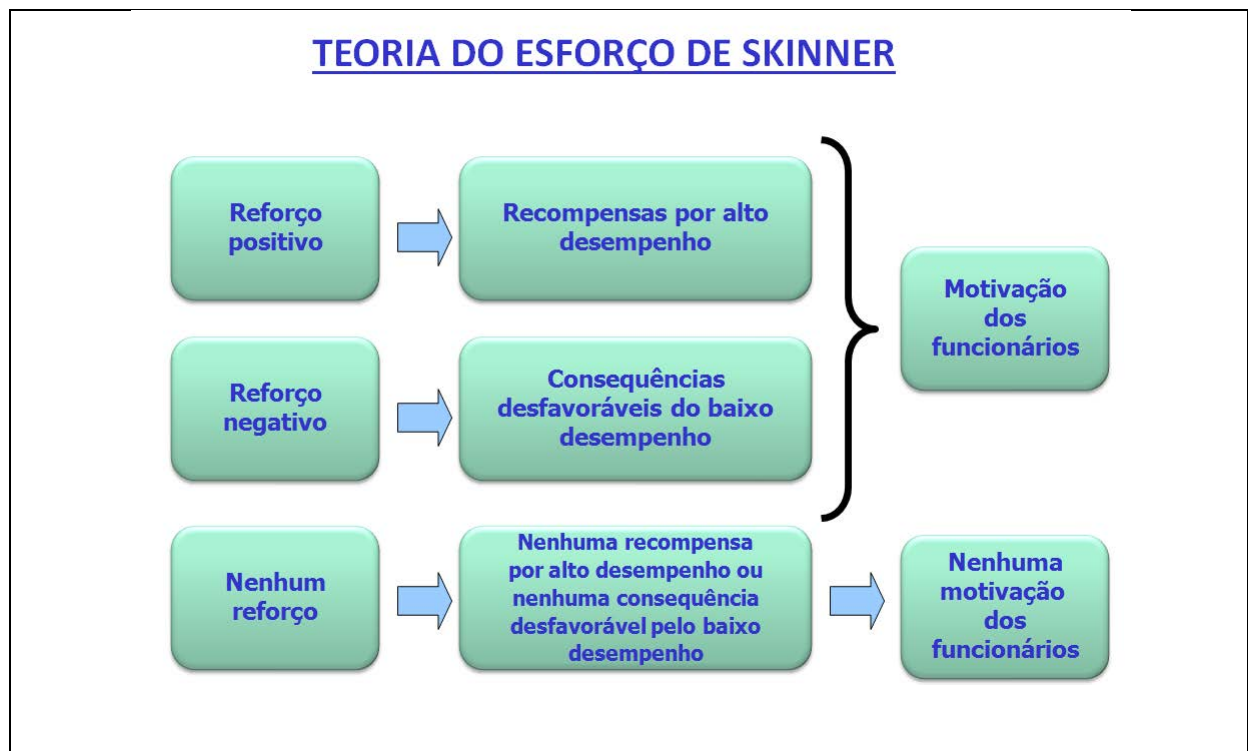 TEORIA DO ESFORÇO DE SKINNER
Reforço
positivo
Recompensas por alto
desempenho
Reforço
negativo
Consequências
desfavoráveis do baixo
desempenho
Motivação
dos
funcionários
Nenhum
reforço
Nenhuma recompensa
por alto desempenho ou
nenhuma consequência
desfavorável pelo baixo
desempenho
Nenhuma
motivação
dos
funcionários